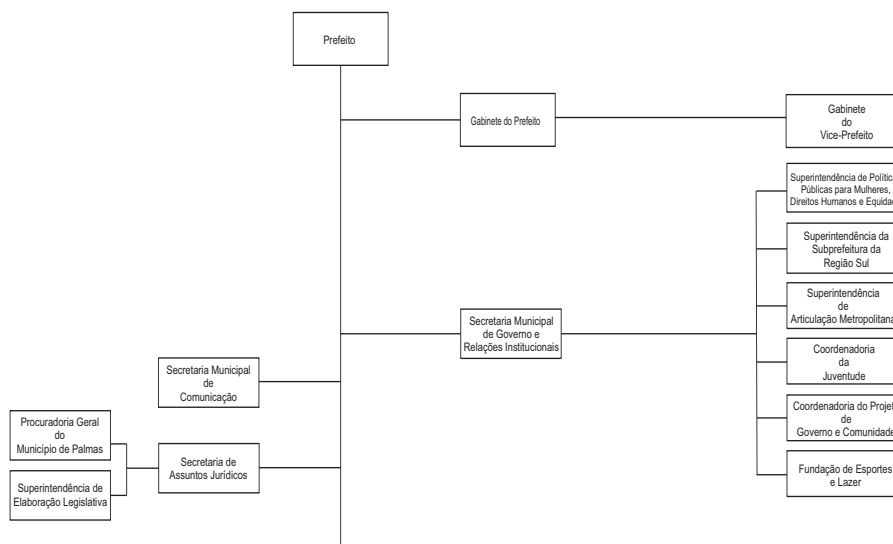 Prefeito
Gabinete do Prefeito
Gabinete
do
Vice-Prefeito
Superintendência de Polític
Públicas para Mulheres,
Direitos Humanos e Equidad
Superintendência da
Subprefeitura da
Região Sul
Superintendência
de
Articulação Metropolitana
Secretaria Municipal
de Governo e
Relações Institucionais
Coordenadoria
da
Juventude
Secretaria Municipal
de
Comunicação
Coordenadoria do Projet
de
Governo e Comunidade
Procuradoria Geral
do
Município de Palmas
Secretaria de
Assuntos Jurídicos
Superintendência de
Elaboração Legislativa
Fundação de Esportes
e Lazer